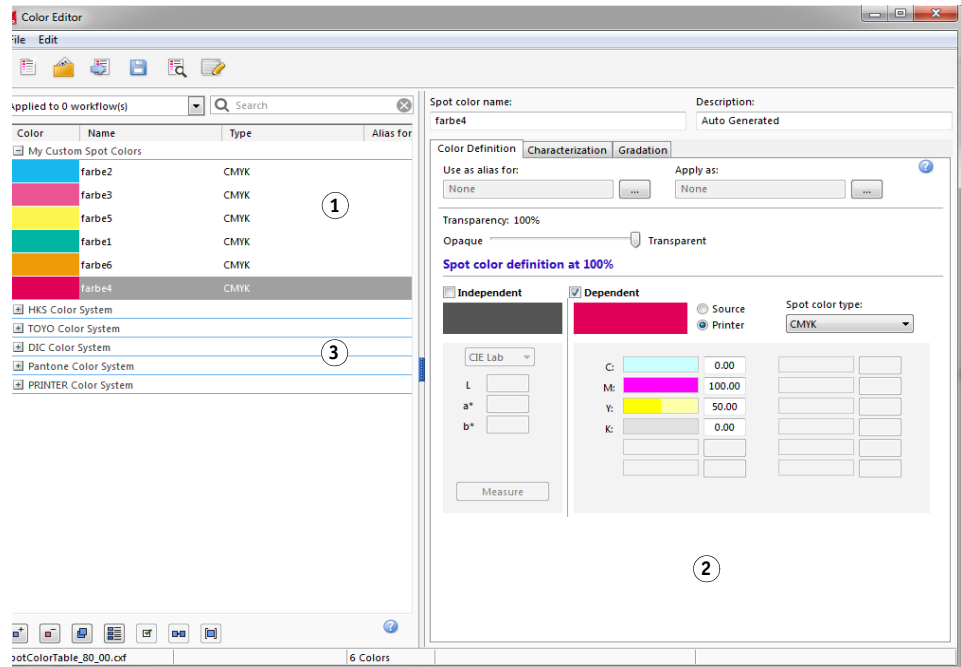 Color Editor
File Edit
Applied to 0 workflow(s) Search
Color Name Type Alias for
My Custom Spot Colors
farbe2 CMYK
farbe3 CMYK
farbe5 CMYK
farbe1 CMYK
farbe6 CMYK
farbe4 CMYK
HKS Color System
TOYO Color System
DIC Color System
Pantone Color System
PRINTER Color System
1
3
Spot color name: Description:
farbe4 Auto Generated
Color Definition Characterization Gradation
Use as alias for: Apply as:
None ... None ...
Transparency: 100%
Opaque Transparent
Spot color definition at 100%
Independent Dependent
Source
Printer
Spot color type:
CMYK
CIE Lab
L
a*
b*
Measure
C: 0.00
M: 100.00
Y: 50.00
K: 0.00
2
potColorTable_80_00.cxf 6 Colors